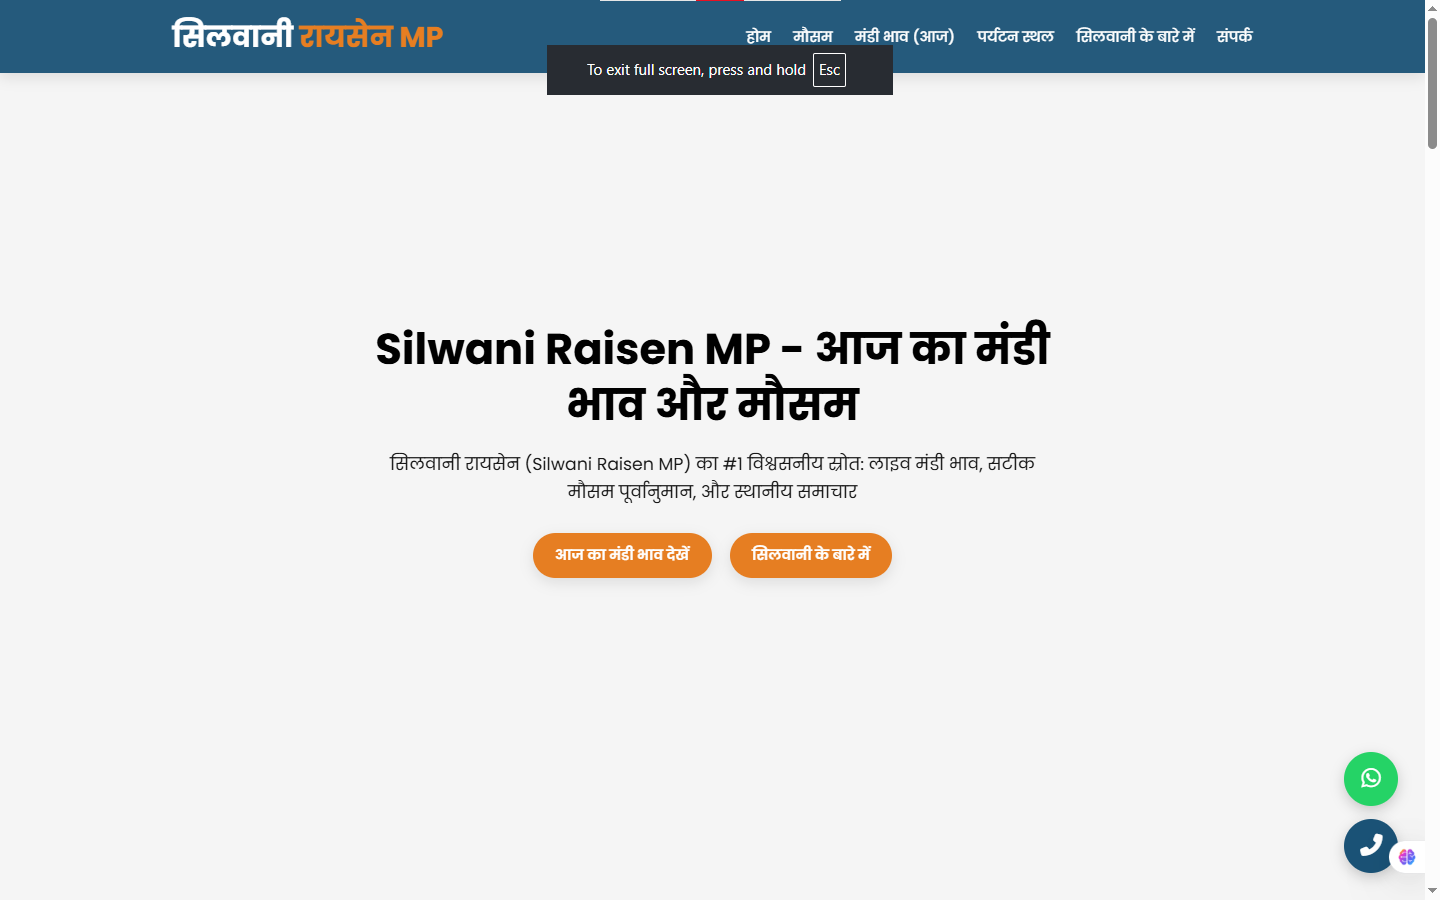 सिलवानी रायसेन MP
होम मौसम मंडी भाव (आज) पर्यटन स्थल सिलवानी के बारे में संपर्क
To exit full screen, press and hold Esc
Silwani Raisen MP - आज का मंडी
भाव और मौसम
सिलवानी रायसेन (Silwani Raisen MP) का #1 विश्वसनीय स्रोत: लाइव मंडी भाव, सटीक
मौसम पूर्वानुमान, और स्थानीय समाचार
आज का मंडी भाव देखें
सिलवानी के बारे में